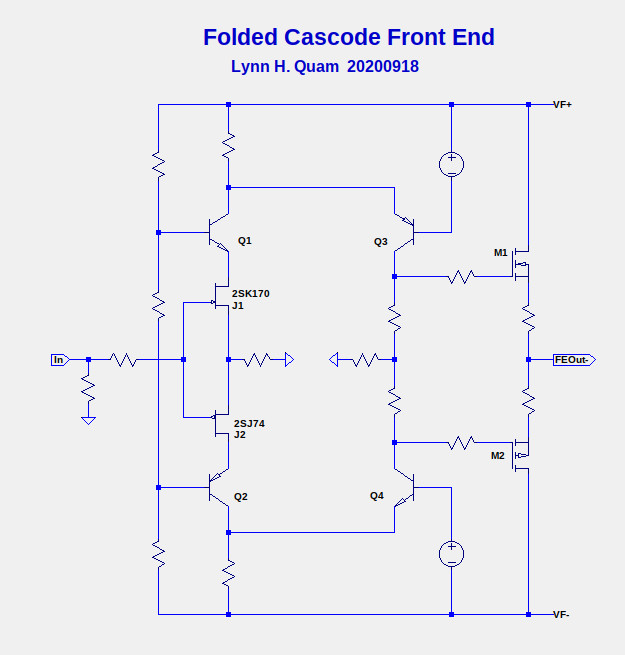 Folded Cascode Front End
Lynn H. Quam 20200918
VF+
Q1
Q3
M1
2SK170
J1
In
FEOut-
2SJ74
J2
M2
Q2
Q4
VF-